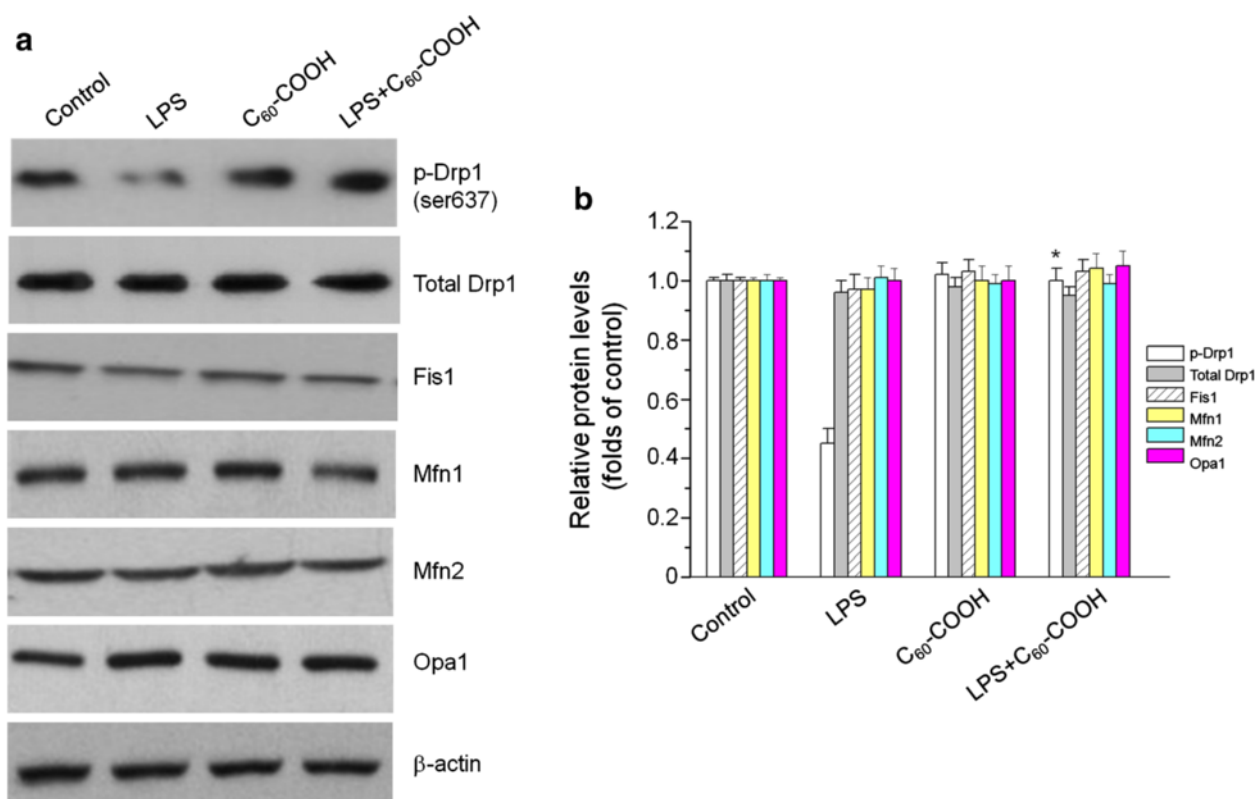 a
Control
LPS
C₆₀-COOH
LPS+C₆₀-COOH
p-Drp1
(ser637)
Total Drp1
Fis1
Mfn1
Mfn2
Opa1
β-actin
b
Relative protein levels
(folds of control)
1.2
1.0
0.8
0.6
0.4
0.2
0
*
Control
LPS
C₆₀-COOH
LPS+C₆₀-COOH
p-Drp1
Total Drp1
Fis1
Mfn1
Mfn2
Opa1